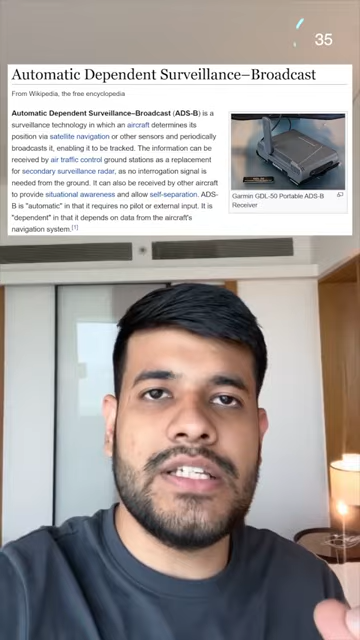 35
Automatic Dependent Surveillance–Broadcast
From Wikipedia, the free encyclopedia
Automatic Dependent Surveillance–Broadcast (ADS-B) is a
surveillance technology in which an aircraft determines its
position via satellite navigation or other sensors and periodically
broadcasts it, enabling it to be tracked. The information can be
received by air traffic control ground stations as a replacement
for secondary surveillance radar, as no interrogation signal is
needed from the ground. It can also be received by other aircraft
to provide situational awareness and allow self-separation. ADS-
B is "automatic" in that it requires no pilot or external input. It is
"dependent" in that it depends on data from the aircraft's
navigation system.[1]
Garmin GDL-50 Portable ADS-B
Receiver